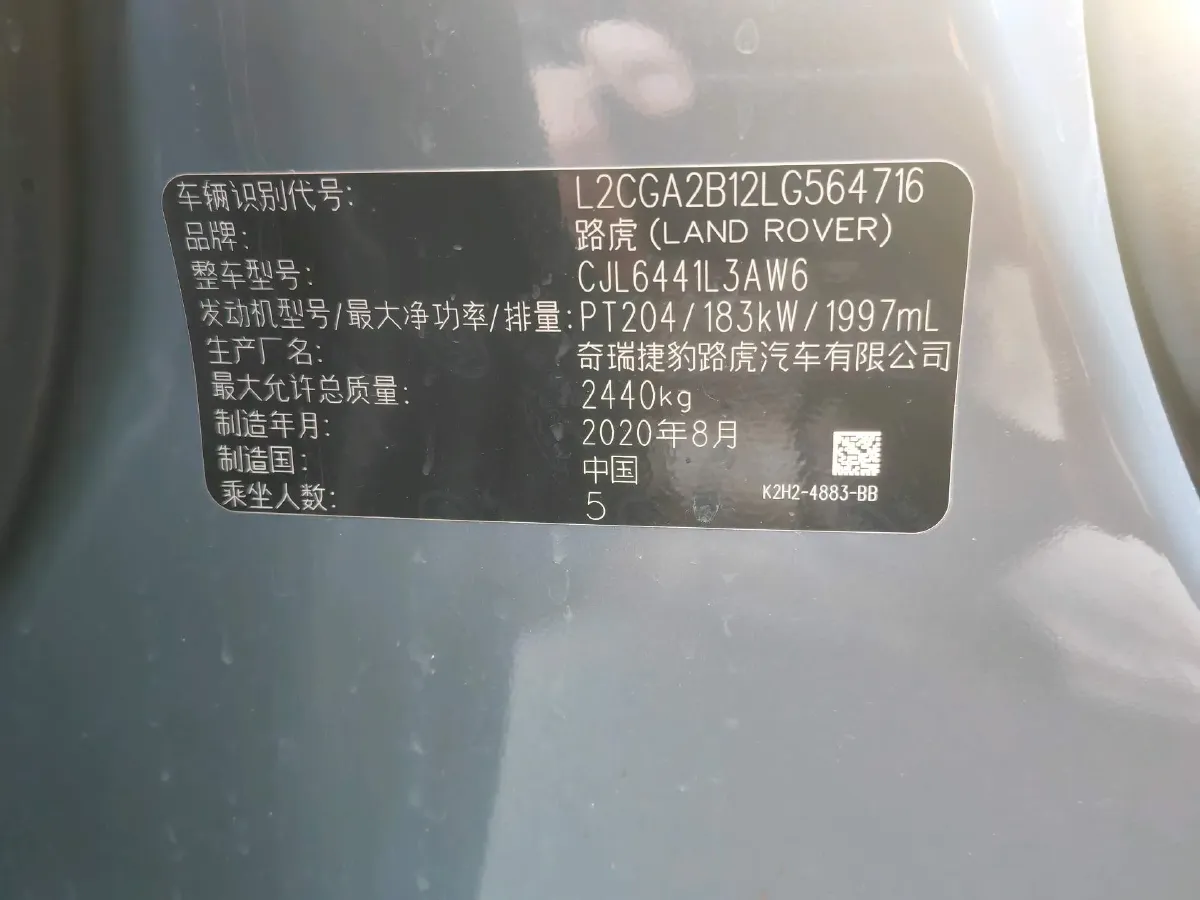 车辆识别代号: L2CGA2B12LG564716
品牌: 路虎 (LAND ROVER)
整车型号: CJL6441L3AW6
发动机型号/最大净功率/排量: PT204/183kW/1997mL
生产厂名: 奇瑞捷豹路虎汽车有限公司
最大允许总质量: 2440kg
制造年月: 2020年8月
制造国: 中国
乘坐人数: 5
K2H2-4883-BB